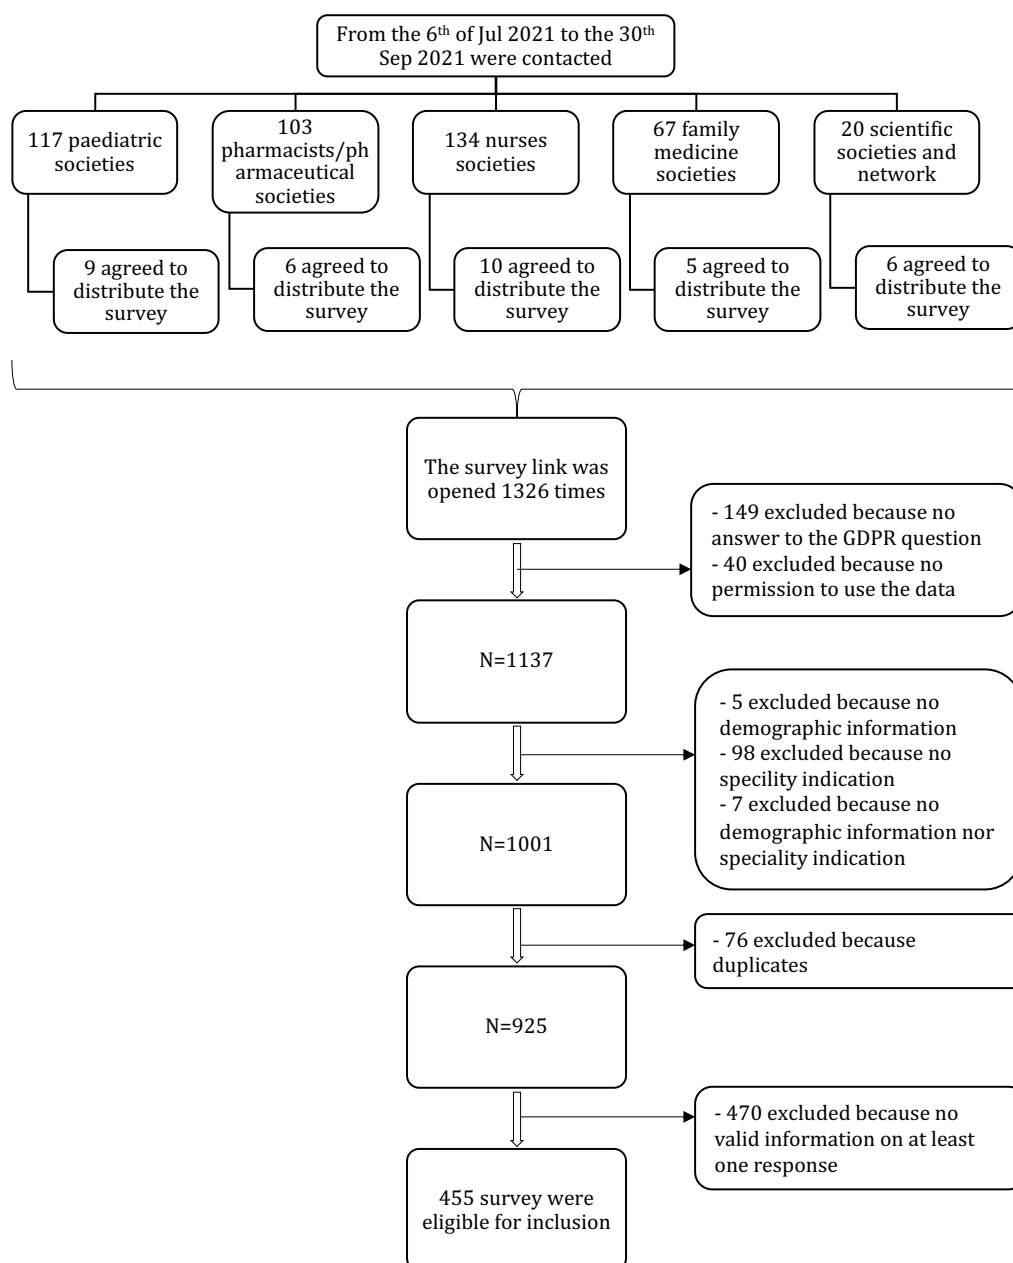 From the 6th of Jul 2021 to the 30th
Sep 2021 were contacted
117 paediatric
societies
103
pharmacists/ph
armaceutical
societies
134 nurses
societies
67 family
medicine
societies
20 scientific
societies and
network
9 agreed to
distribute the
survey
6 agreed to
distribute the
survey
10 agreed to
distribute the
survey
5 agreed to
distribute the
survey
6 agreed to
distribute the
survey
The survey link was
opened 1326 times
- 149 excluded because no
answer to the GDPR question
- 40 excluded because no
permission to use the data
N=1137
- 5 excluded because no
demographic information
- 98 excluded because no
specility indication
- 7 excluded because no
demographic information nor
speciality indication
N=1001
- 76 excluded because
duplicates
N=925
- 470 excluded because no
valid information on at least
one response
455 survey were
eligible for inclusion